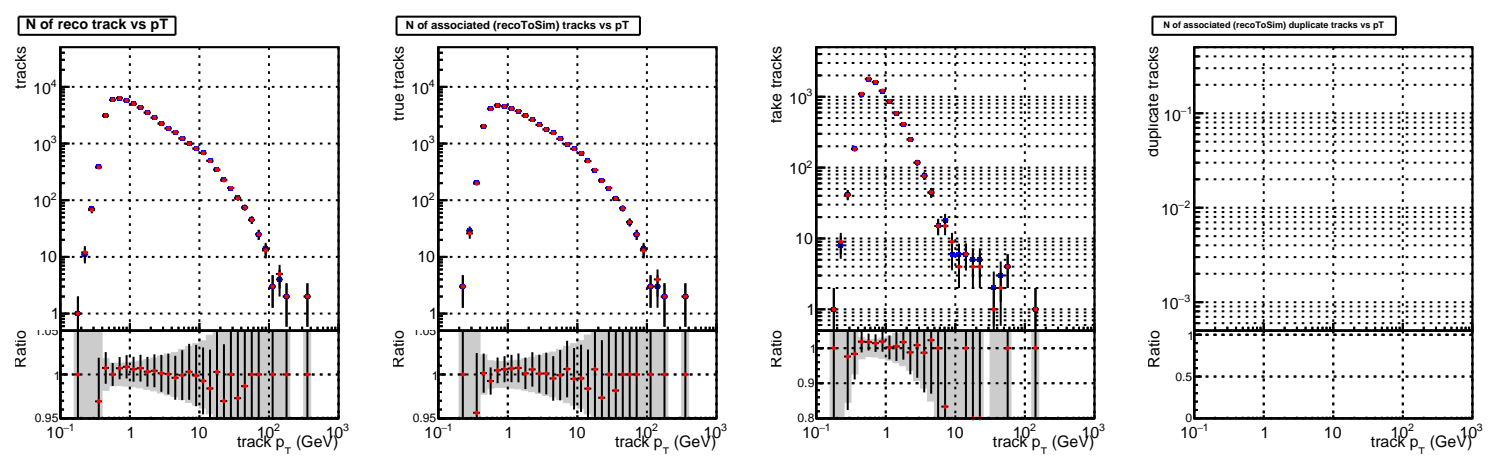 N of reco track vs pT
N of associated (recoToSim) tracks vs pT
N of associated (recoToSim) duplicate tracks vs pT
tracks
10⁴
10³
10²
10
1
Ratio
1.05
1
0.95
10⁻¹ 1 10 10² 10³
track p_T (GeV)
true tracks
10⁴
10³
10²
10
1
Ratio
1.05
1
0.95
10⁻¹ 1 10 10² 10³
track p_T (GeV)
fake tracks
10³
10²
10
1
Ratio
1
0.9
0.8
10⁻¹ 1 10 10² 10³
track p_T (GeV)
duplicate tracks
10⁻¹
10⁻²
10⁻³
Ratio
1
0.5
0
10⁻¹ 1 10 10² 10³
track p_T (GeV)